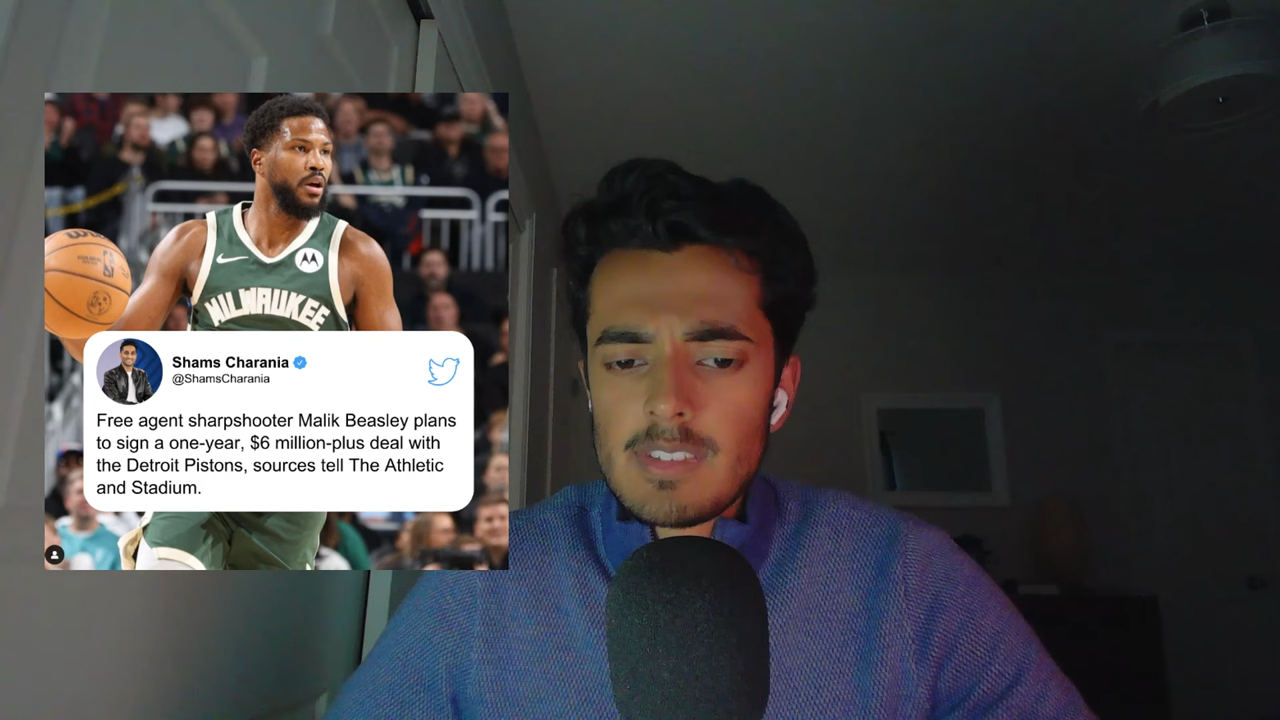 MILWAUKEE
Shams Charania
@ShamsCharania
Free agent sharpshooter Malik Beasley plans
to sign a one-year, $6 million-plus deal with
the Detroit Pistons, sources tell The Athletic
and Stadium.